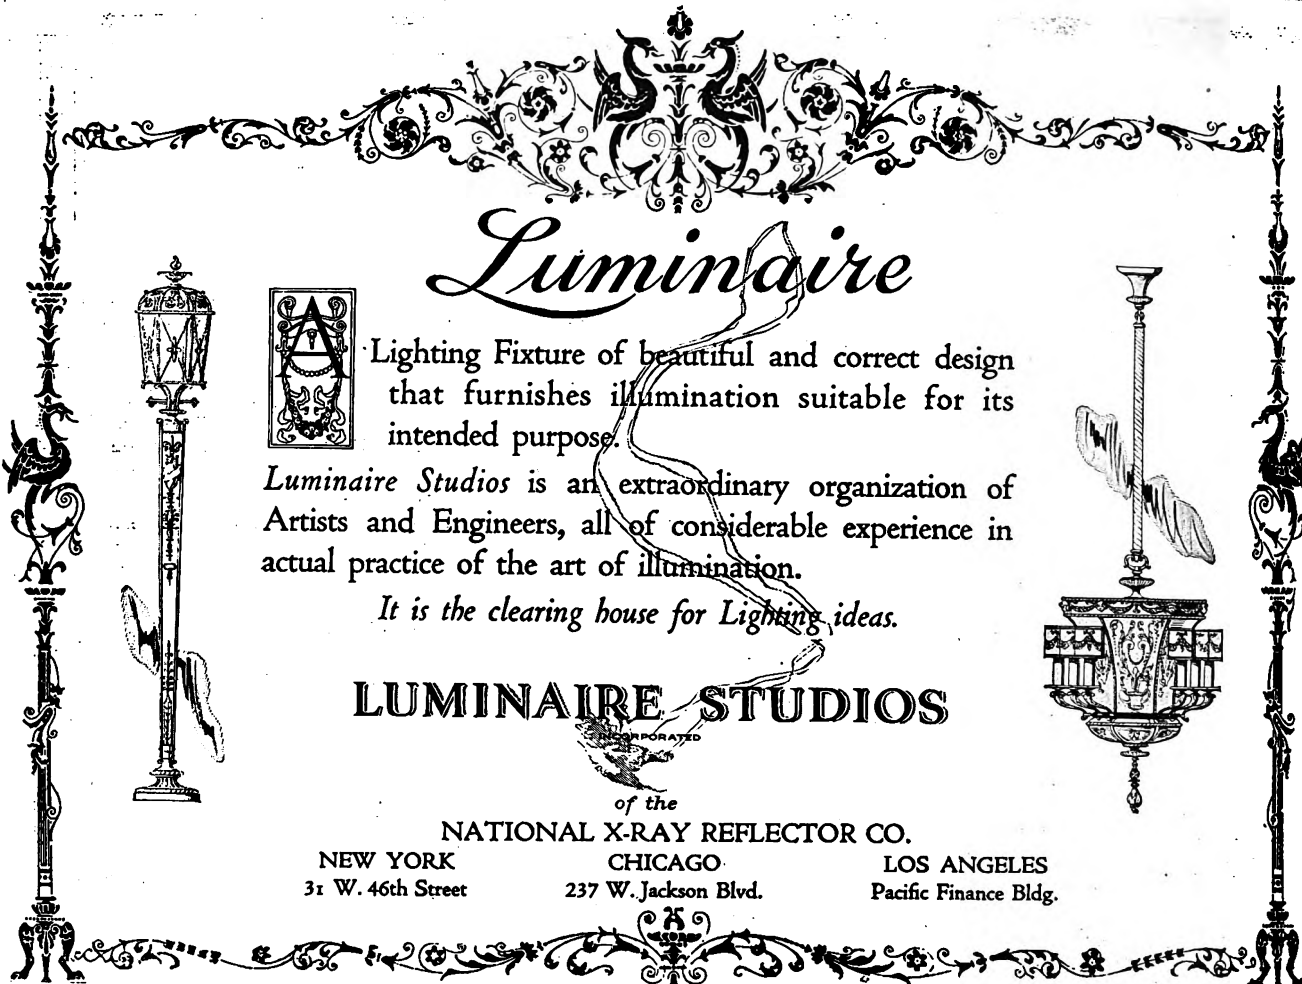 Luminaire
A Lighting Fixture of beautiful and correct design
that furnishes illumination suitable for its
intended purpose.
Luminaire Studios is an extraordinary organization of
Artists and Engineers, all of considerable experience in
actual practice of the art of illumination.
It is the clearing house for Lighting ideas.
LUMINAIRE STUDIOS
INCORPORATED
of the
NATIONAL X-RAY REFLECTOR CO.
NEW YORK CHICAGO LOS ANGELES
31 W. 46th Street 237 W. Jackson Blvd. Pacific Finance Bldg.